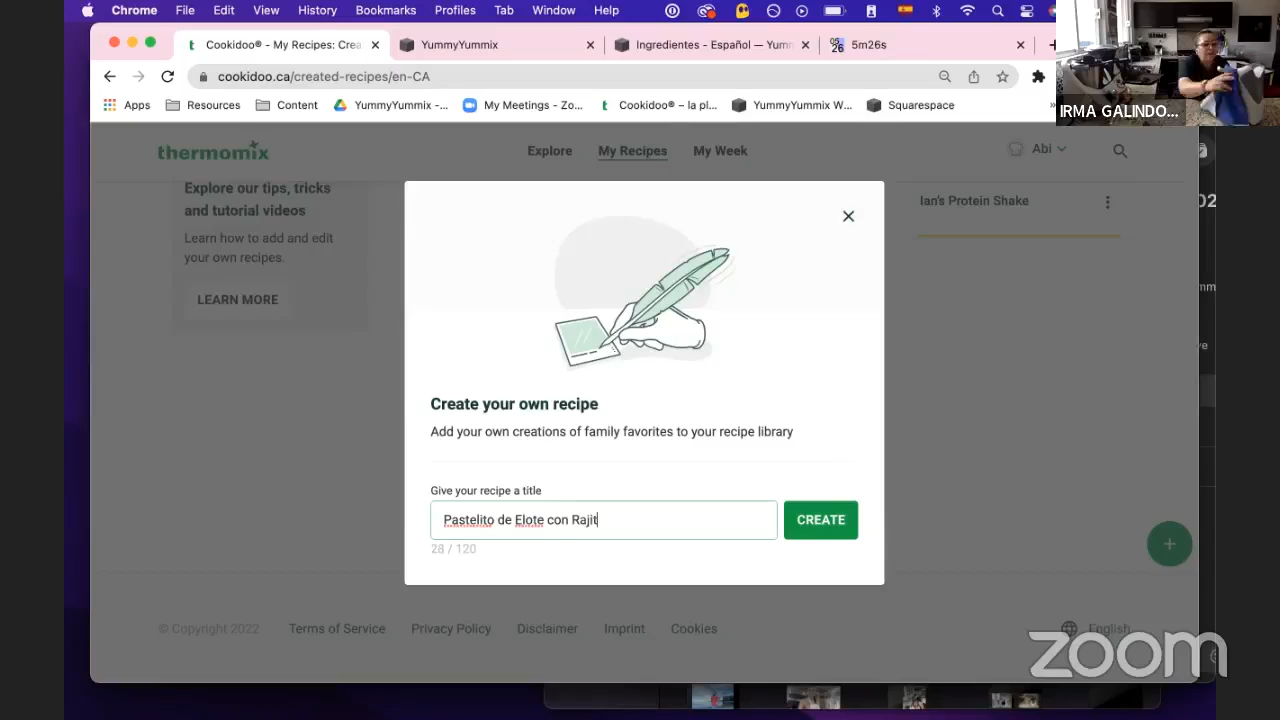 Chrome File Edit View History Bookmarks Profiles Tab Window Help
Cookidoo® - My Recipes: Crea YummyYummix Ingredientes - Español — Yumn 05 26 5m26s
cookidoo.ca/created-recipes/en-CA
Apps Resources Content YummyYummix -... My Meetings - Zo... Cookidoo® – la pl... YummyYummix W... Squarespace
IRMA GALINDO...
thermomix Explore My Recipes My Week Abi
Explore our tips, tricks
and tutorial videos
Learn how to add and edit
your own recipes.
LEARN MORE
Ian's Protein Shake
02
Create your own recipe
Add your own creations of family favorites to your recipe library
Give your recipe a title
Pastelito de Elote con Rajit
CREATE
28 / 120
+
© Copyright 2022 Terms of Service Privacy Policy Disclaimer Imprint Cookies English
zoom